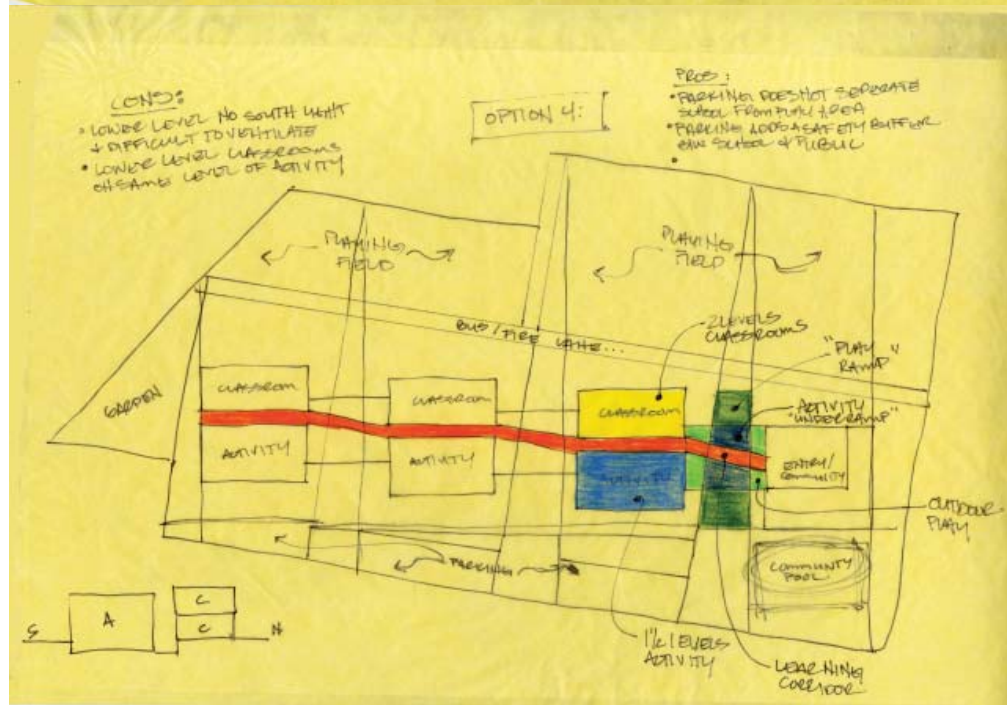 CONS:
• LOWER LEVEL NO SOUTH LIGHT
& DIFFICULT TO VENTILATE
• LOWER LEVEL CLASSROOMS
ON SAME LEVEL OF ACTIVITY
OPTION 4:
PROS:
• PARKING DOES NOT SEPERATE
SCHOOL FROM PLAY AREA
• PARKING ADDS A SAFETY BUFFER
B/W SCHOOL & PUBLIC
PLAYING
FIELD
PLAYING
FIELD
BUS / FIRE LANE...
2 LEVELS
CLASSROOMS
"PLAY
RAMP"
ACTIVITY
"UNDER RAMP"
GARDEN
CLASSROOM
CLASSROOM
CLASSROOM
ACTIVITY
ACTIVITY
ACTIVITY
ENTRY/
COMMUNITY
OUTDOOR
PLAY
PARKING
COMMUNITY
POOL
1 1/2 LEVELS
ACTIVITY
LEARNING
CORRIDOR
S
A
C
C
N